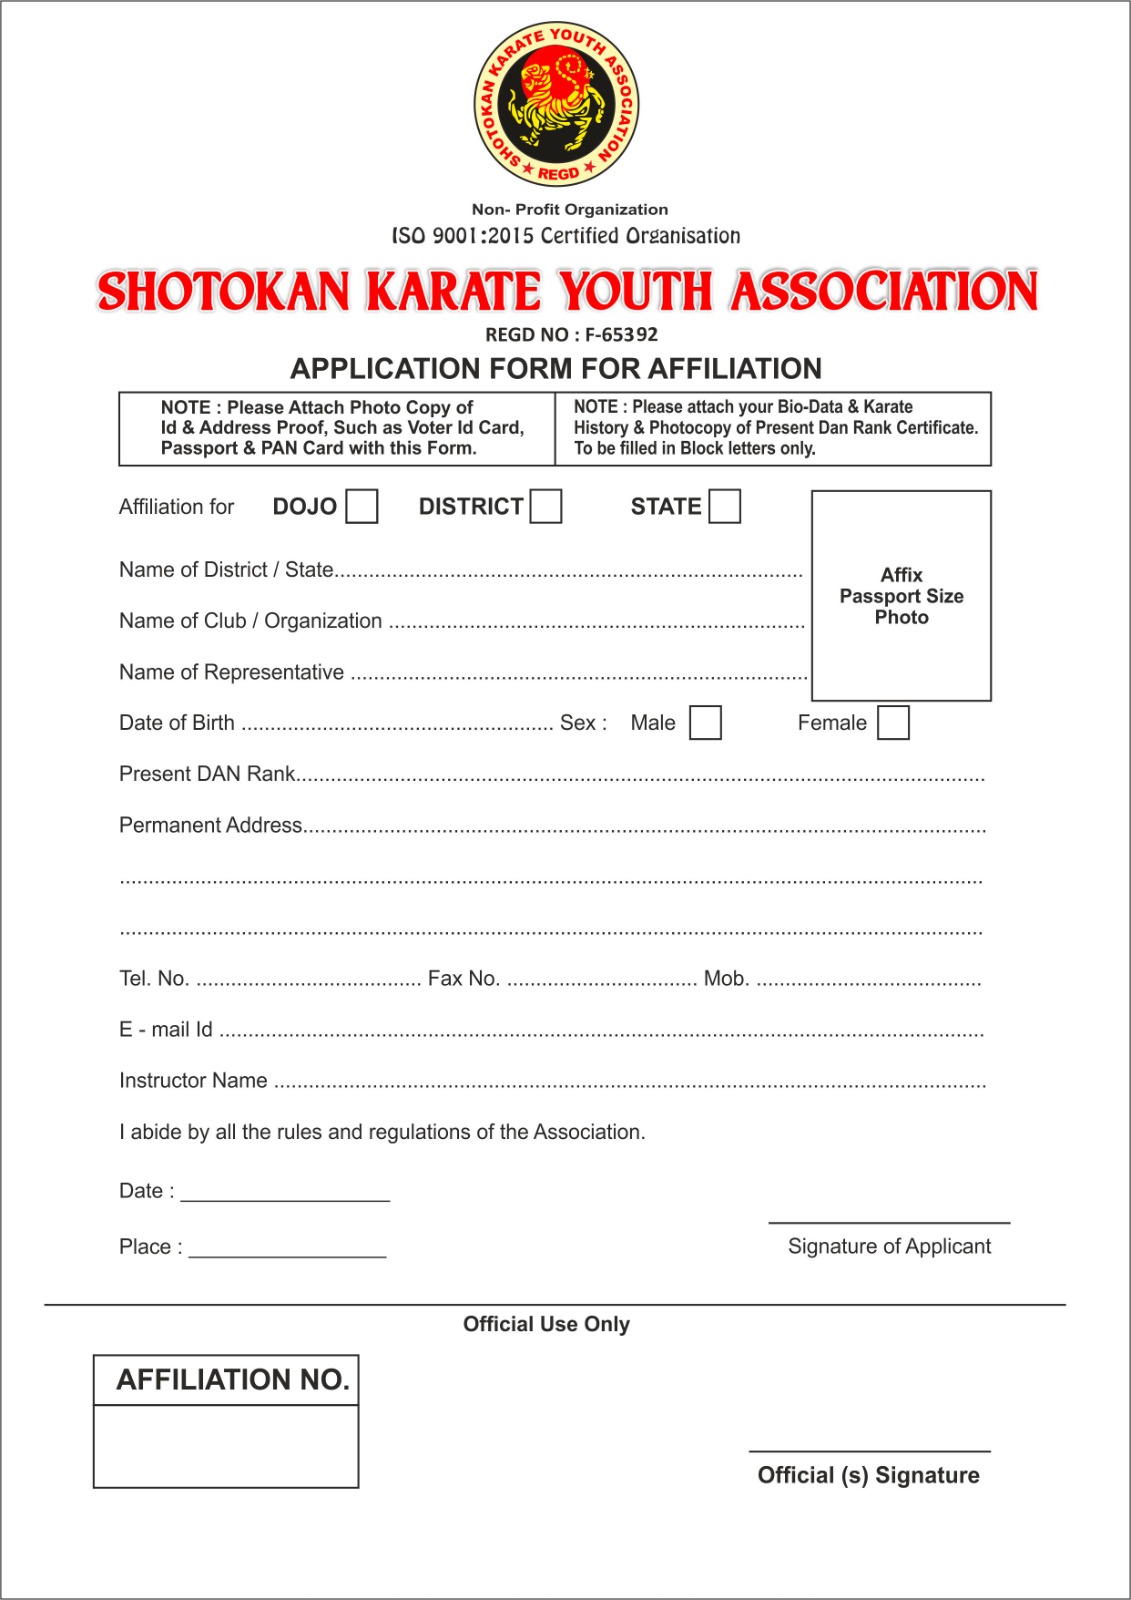 SHOTOKAN KARATE YOUTH ASSOCIATION
★ REGD ★
Non- Profit Organization
ISO 9001:2015 Certified Organisation
SHOTOKAN KARATE YOUTH ASSOCIATION
REGD NO : F-65392
APPLICATION FORM FOR AFFILIATION
NOTE : Please Attach Photo Copy of
Id & Address Proof, Such as Voter Id Card,
Passport & PAN Card with this Form.
NOTE : Please attach your Bio-Data & Karate
History & Photocopy of Present Dan Rank Certificate.
To be filled in Block letters only.
Affiliation for DOJO DISTRICT STATE
Affix
Passport Size
Photo
Name of District / State................................................................................
Name of Club / Organization .......................................................................
Name of Representative ..............................................................................
Date of Birth ...................................................... Sex : Male Female
Present DAN Rank......................................................................................................................
Permanent Address.....................................................................................................................
....................................................................................................................................................
....................................................................................................................................................
Tel. No. ....................................... Fax No. ................................. Mob. .......................................
E - mail Id ...................................................................................................................................
Instructor Name ..........................................................................................................................
I abide by all the rules and regulations of the Association.
Date : ___________________
Place : __________________
Signature of Applicant
Official Use Only
AFFILIATION NO.
Official (s) Signature